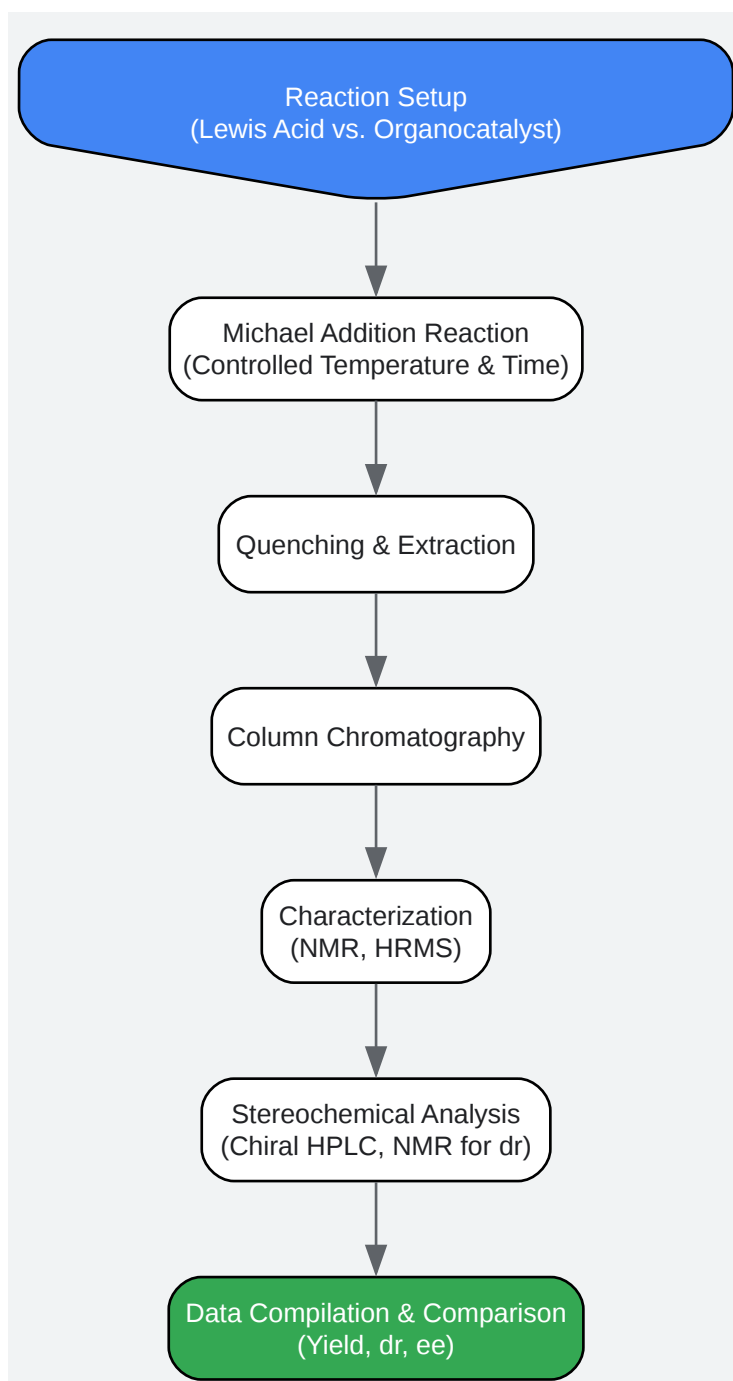 Reaction Setup
(Lewis Acid vs. Organocatalyst)
Michael Addition Reaction
(Controlled Temperature & Time)
Quenching & Extraction
Column Chromatography
Characterization
(NMR, HRMS)
Stereochemical Analysis
(Chiral HPLC, NMR for dr)
Data Compilation & Comparison
(Yield, dr, ee)